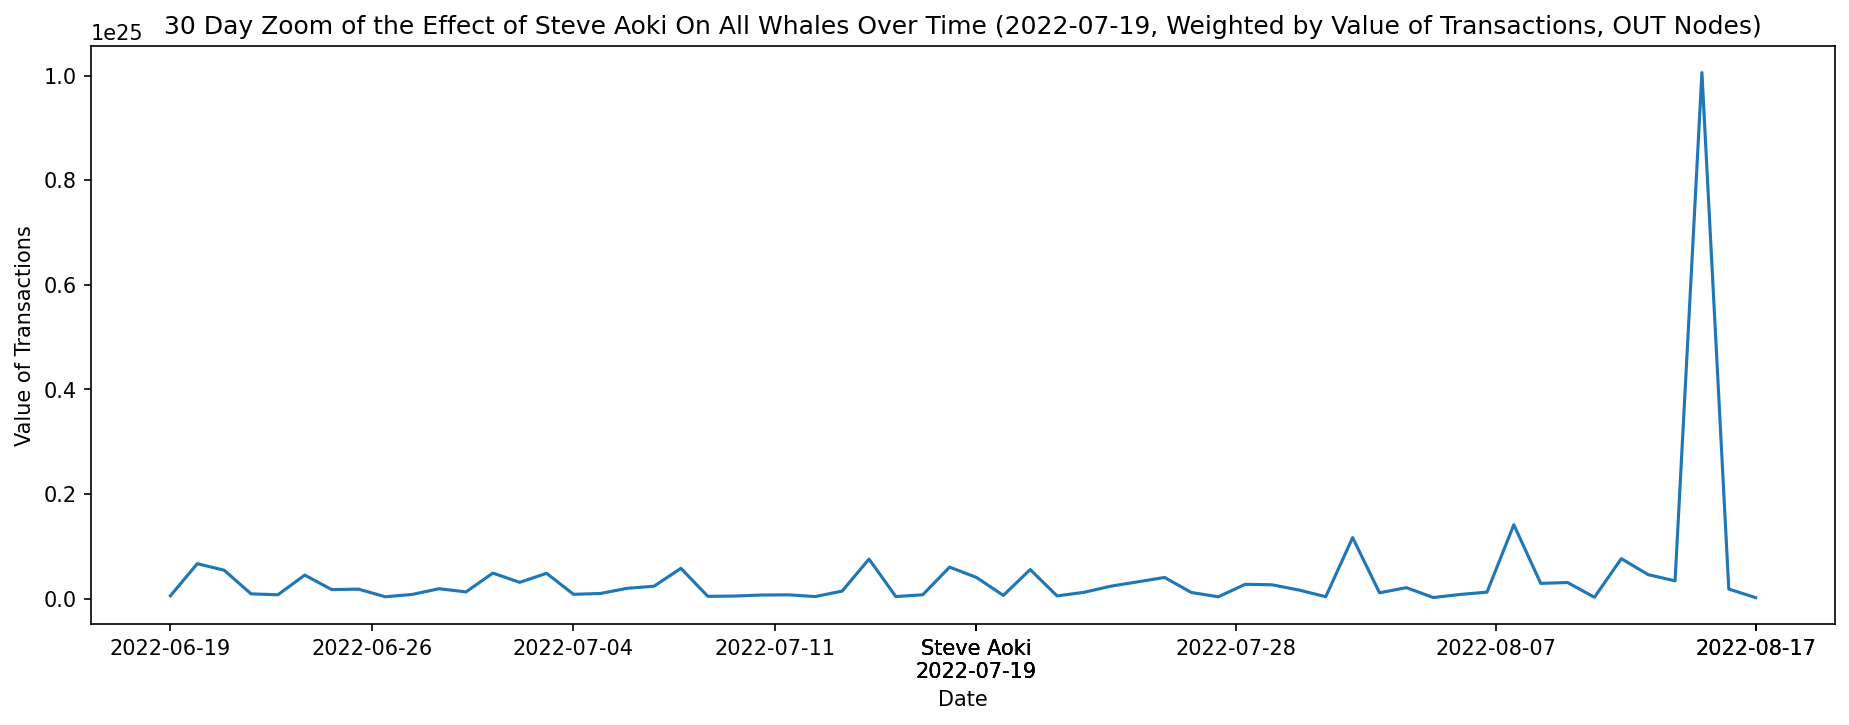 1e25 30 Day Zoom of the Effect of Steve Aoki On All Whales Over Time (2022-07-19, Weighted by Value of Transactions, OUT Nodes)
1.0
0.8
0.6
0.4
0.2
0.0
Value of Transactions
2022-06-19 2022-06-26 2022-07-04 2022-07-11 Steve Aoki 2022-07-28 2022-08-07 2022-08-17
2022-07-19
Date